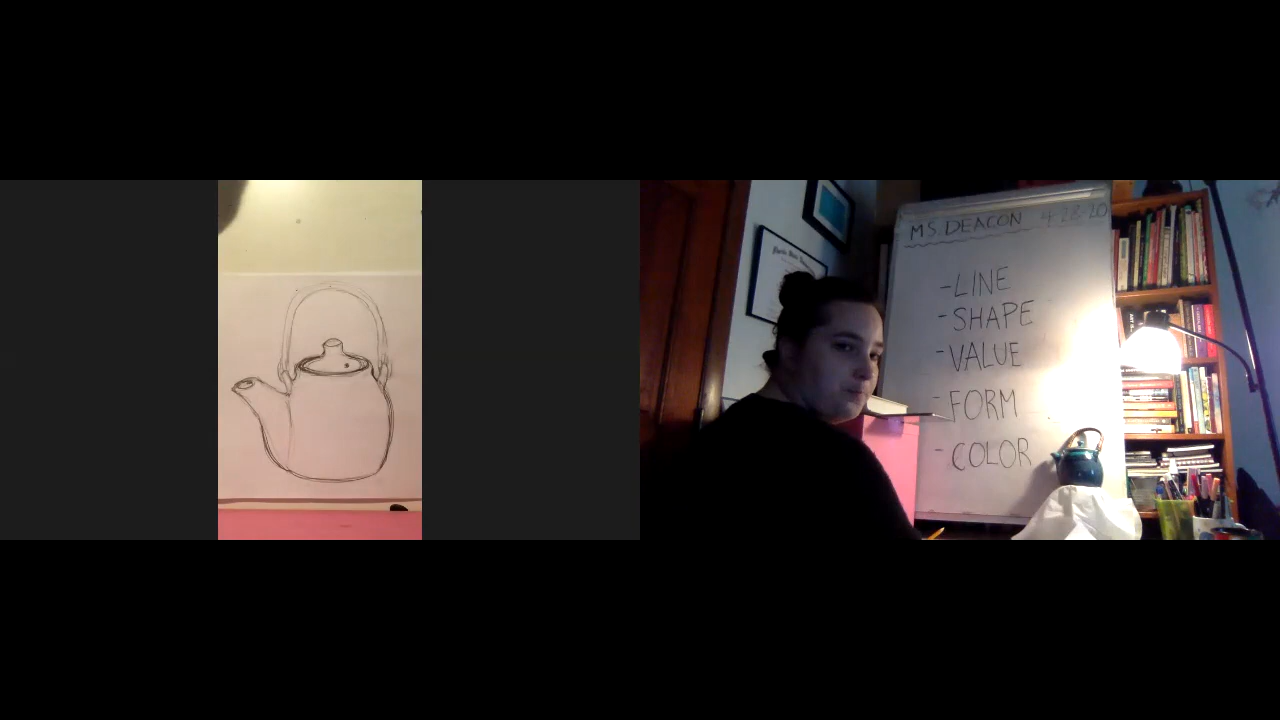 MS. DEACON 4-28-20
-LINE
-SHAPE
-VALUE
-FORM
-COLOR